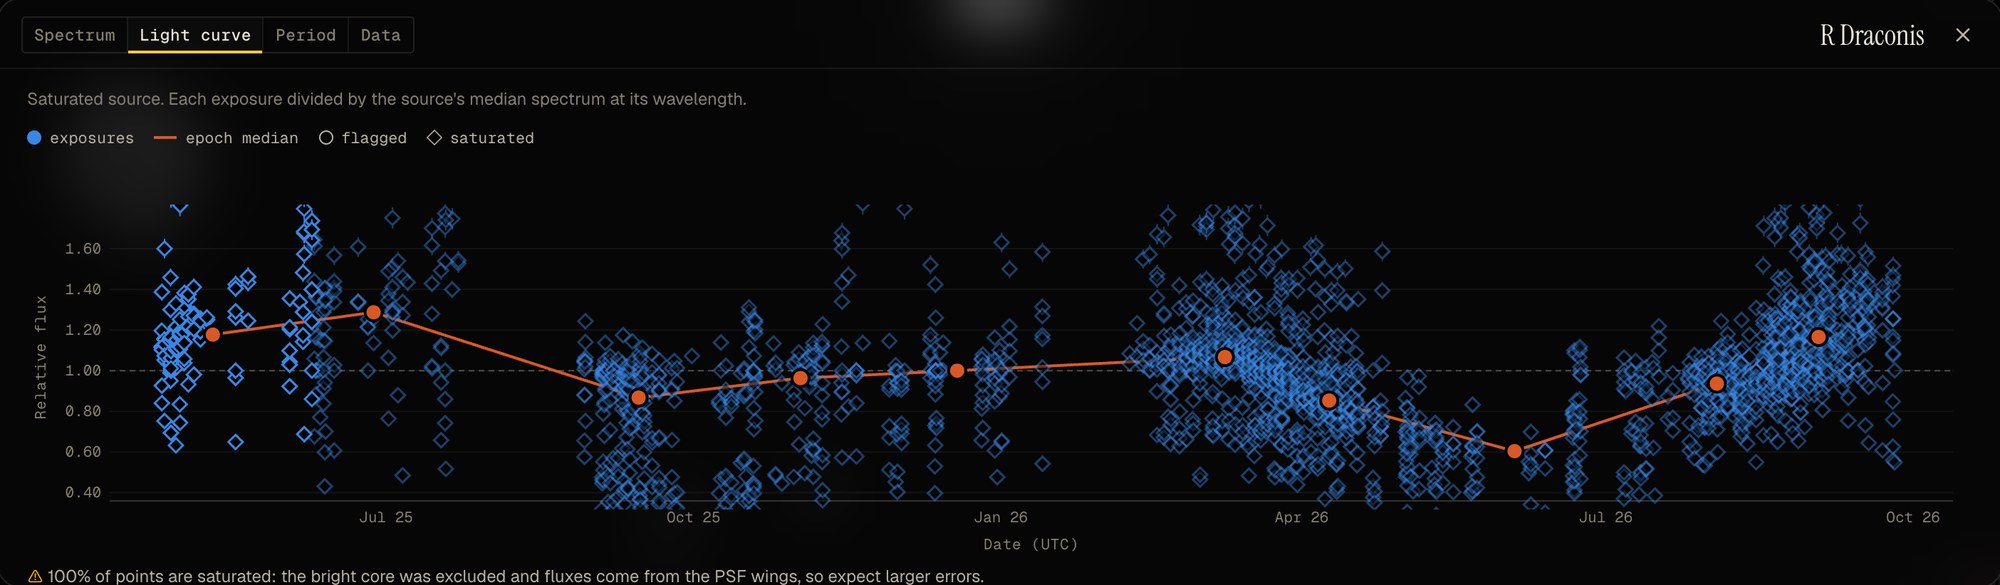 Spectrum Light curve Period Data R Draconis
Saturated source. Each exposure divided by the source's median spectrum at its wavelength.
exposures epoch median flagged saturated
1.60
1.40
1.20
1.00
0.80
0.60
0.40
Relative flux
Jul 25 Oct 25 Jan 26 Apr 26 Jul 26 Oct 26
Date (UTC)
100% of points are saturated: the bright core was excluded and fluxes come from the PSF wings, so expect larger errors.